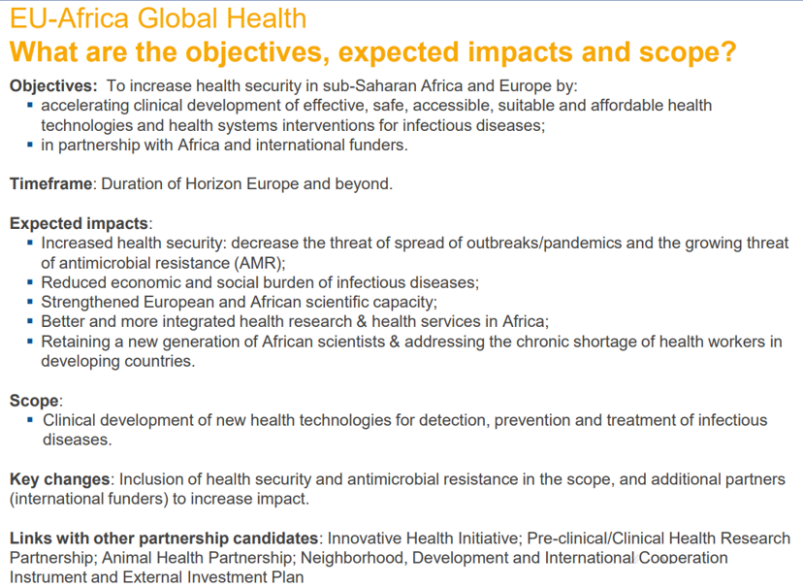 EU-Africa Global Health
What are the objectives, expected impacts and scope?
Objectives: To increase health security in sub-Saharan Africa and Europe by:
▪ accelerating clinical development of effective, safe, accessible, suitable and affordable health
technologies and health systems interventions for infectious diseases;
▪ in partnership with Africa and international funders.
Timeframe: Duration of Horizon Europe and beyond.
Expected impacts:
▪ Increased health security: decrease the threat of spread of outbreaks/pandemics and the growing threat
of antimicrobial resistance (AMR);
▪ Reduced economic and social burden of infectious diseases;
▪ Strengthened European and African scientific capacity;
▪ Better and more integrated health research & health services in Africa;
▪ Retaining a new generation of African scientists & addressing the chronic shortage of health workers in
developing countries.
Scope:
▪ Clinical development of new health technologies for detection, prevention and treatment of infectious
diseases.
Key changes: Inclusion of health security and antimicrobial resistance in the scope, and additional partners
(international funders) to increase impact.
Links with other partnership candidates: Innovative Health Initiative; Pre-clinical/Clinical Health Research
Partnership; Animal Health Partnership; Neighborhood, Development and International Cooperation
Instrument and External Investment Plan